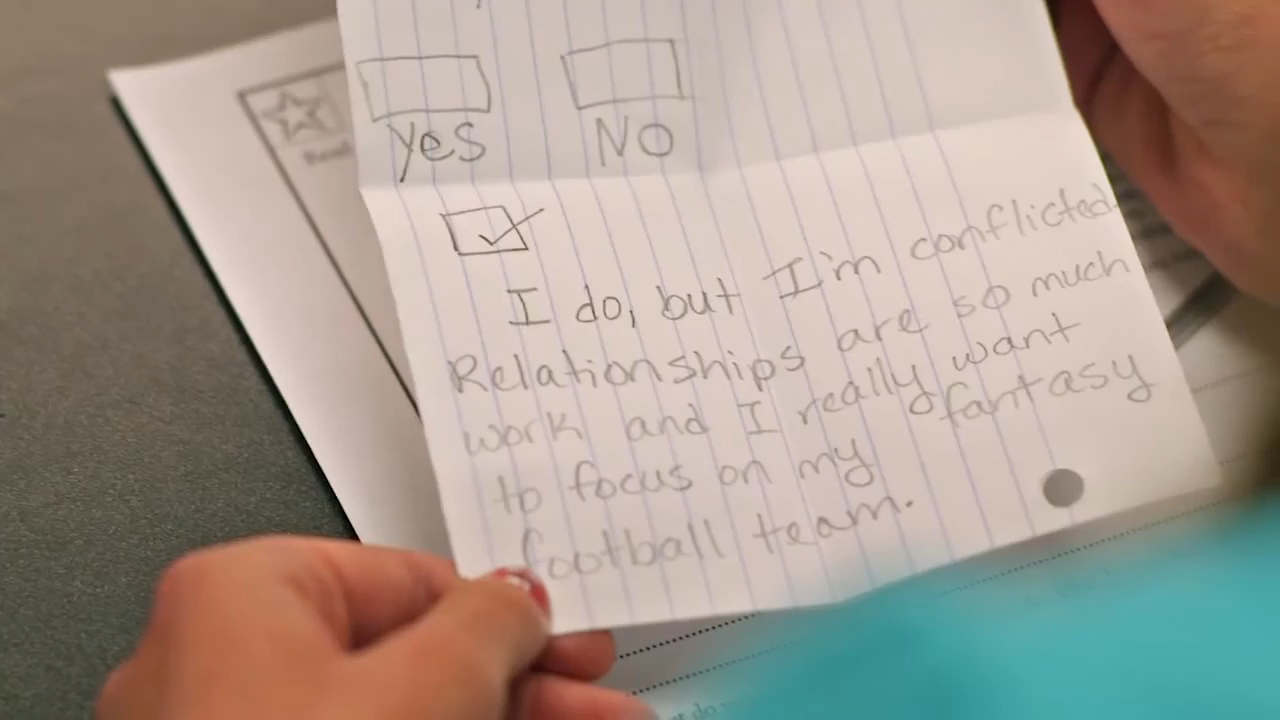 yes NO
I do, but I'm conflicted.
Relationships are so much
work and I really want
to focus on my fantasy
football team.